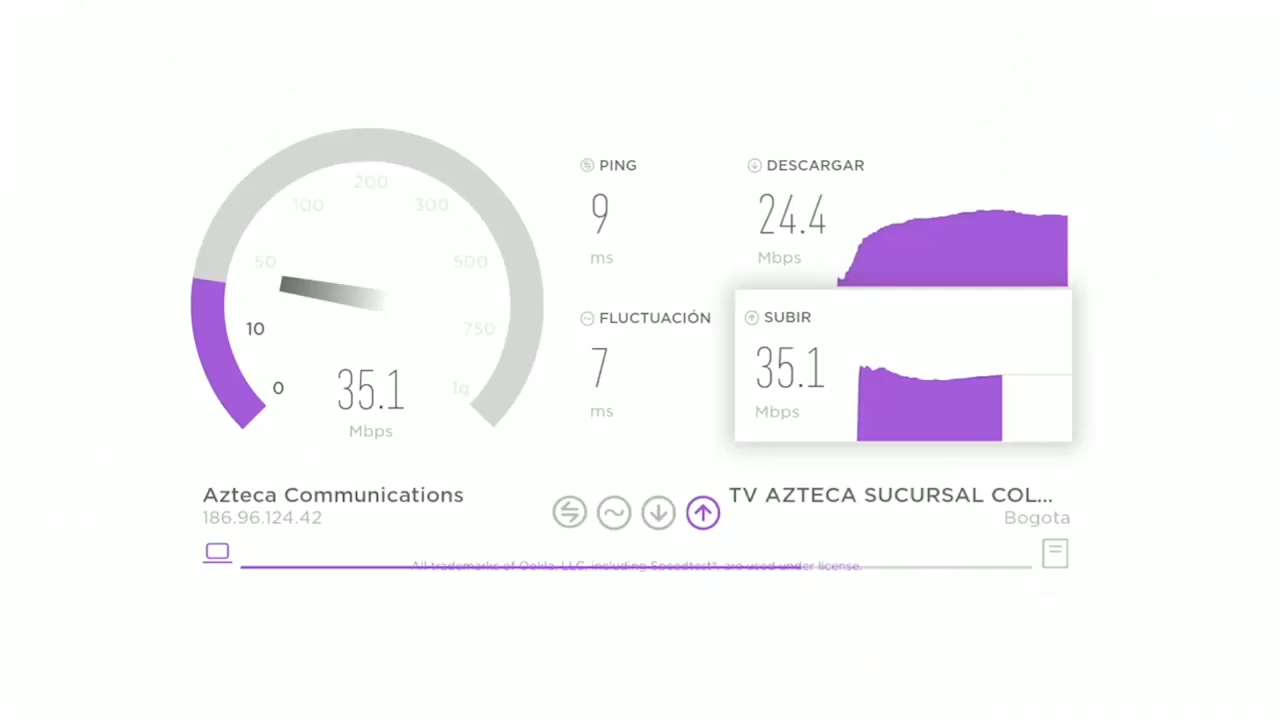 200
100
300
50
500
10
750
0
1g
35.1
Mbps
PING
9
ms
DESCARGAR
24.4
Mbps
FLUCTUACIÓN
7
ms
SUBIR
35.1
Mbps
Azteca Communications
186.96.124.42
TV AZTECA SUCURSAL COL...
Bogota
All trademarks of Ookla, LLC, including Speedtest®, are used under license.